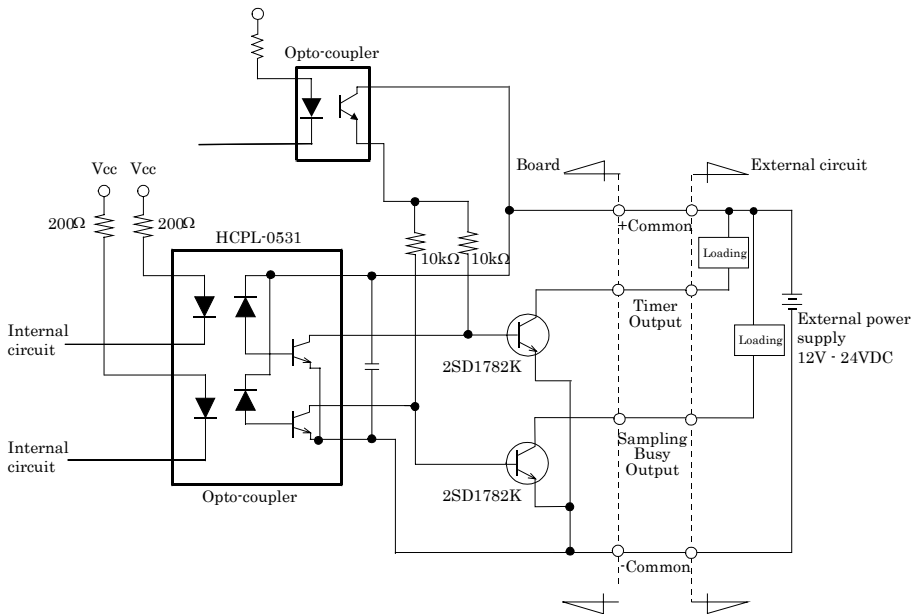 Opto-coupler
Board
External circuit
Vcc
Vcc
200Ω
200Ω
HCPL-0531
10kΩ
10kΩ
+Common
Loading
Timer
Output
External power
supply
12V - 24VDC
Internal
circuit
2SD1782K
Loading
Sampling
Busy
Output
Internal
circuit
2SD1782K
Opto-coupler
-Common